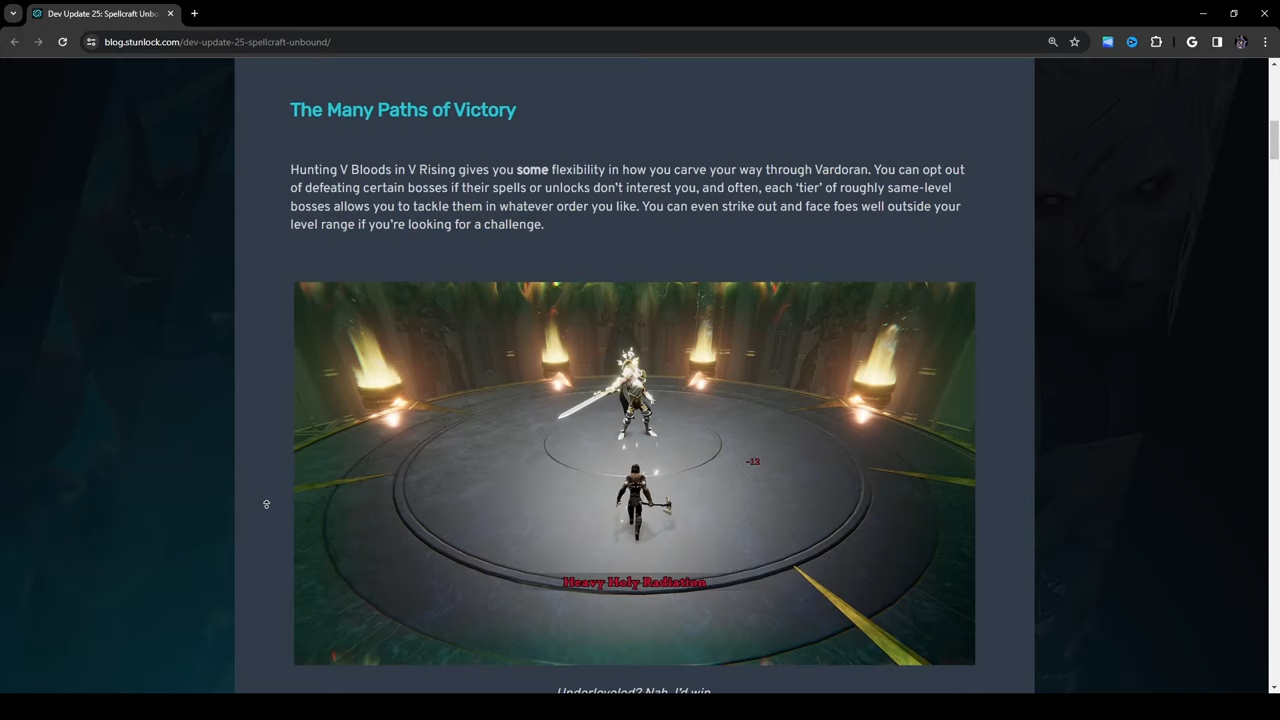 Dev Update 25: Spellcraft Unbo
blog.stunlock.com/dev-update-25-spellcraft-unbound/
The Many Paths of Victory
Hunting V Bloods in V Rising gives you some flexibility in how you carve your way through Vardoran. You can opt out
of defeating certain bosses if their spells or unlocks don’t interest you, and often, each ‘tier’ of roughly same-level
bosses allows you to tackle them in whatever order you like. You can even strike out and face foes well outside your
level range if you’re looking for a challenge.
-12
Heavy Holy Radiation
Underleveled? Nah, I’d win